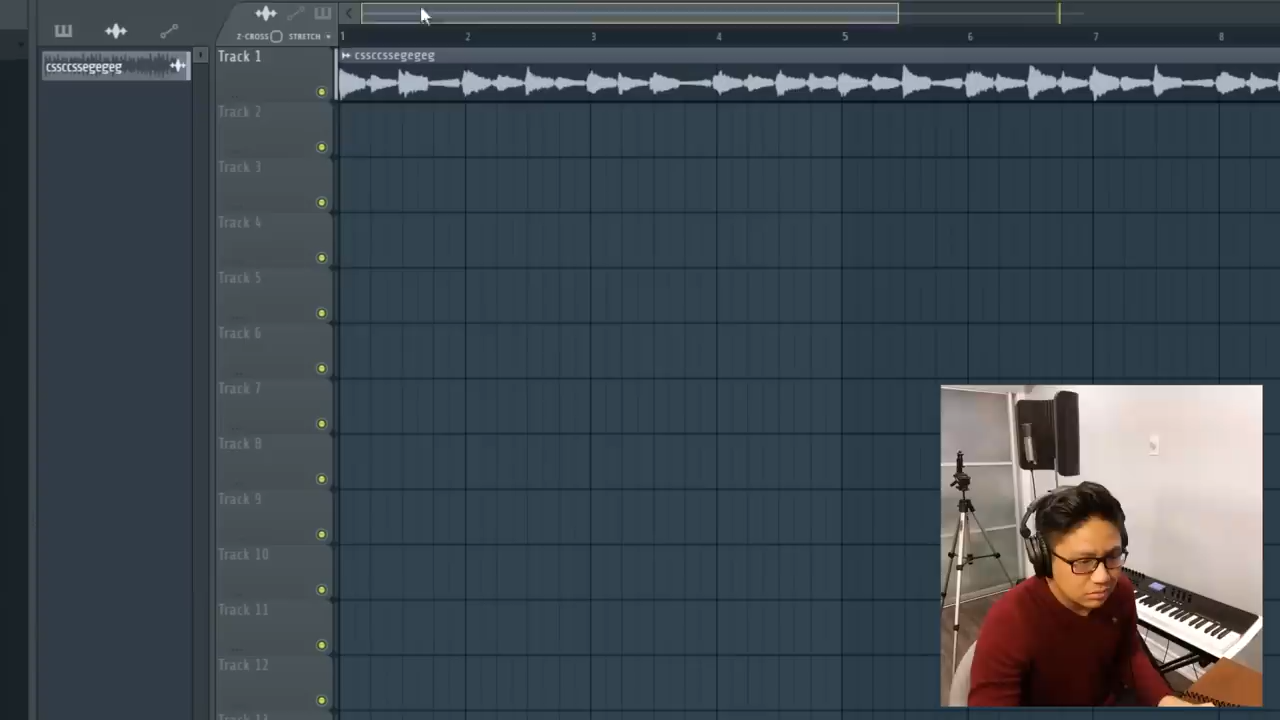 Z-CROSS STRETCH
1 2 3 4 5 6 7 8
cssccssegegeg
Track 1
cssccssegegeg
Track 2
Track 3
Track 4
Track 5
Track 6
Track 7
Track 8
Track 9
Track 10
Track 11
Track 12